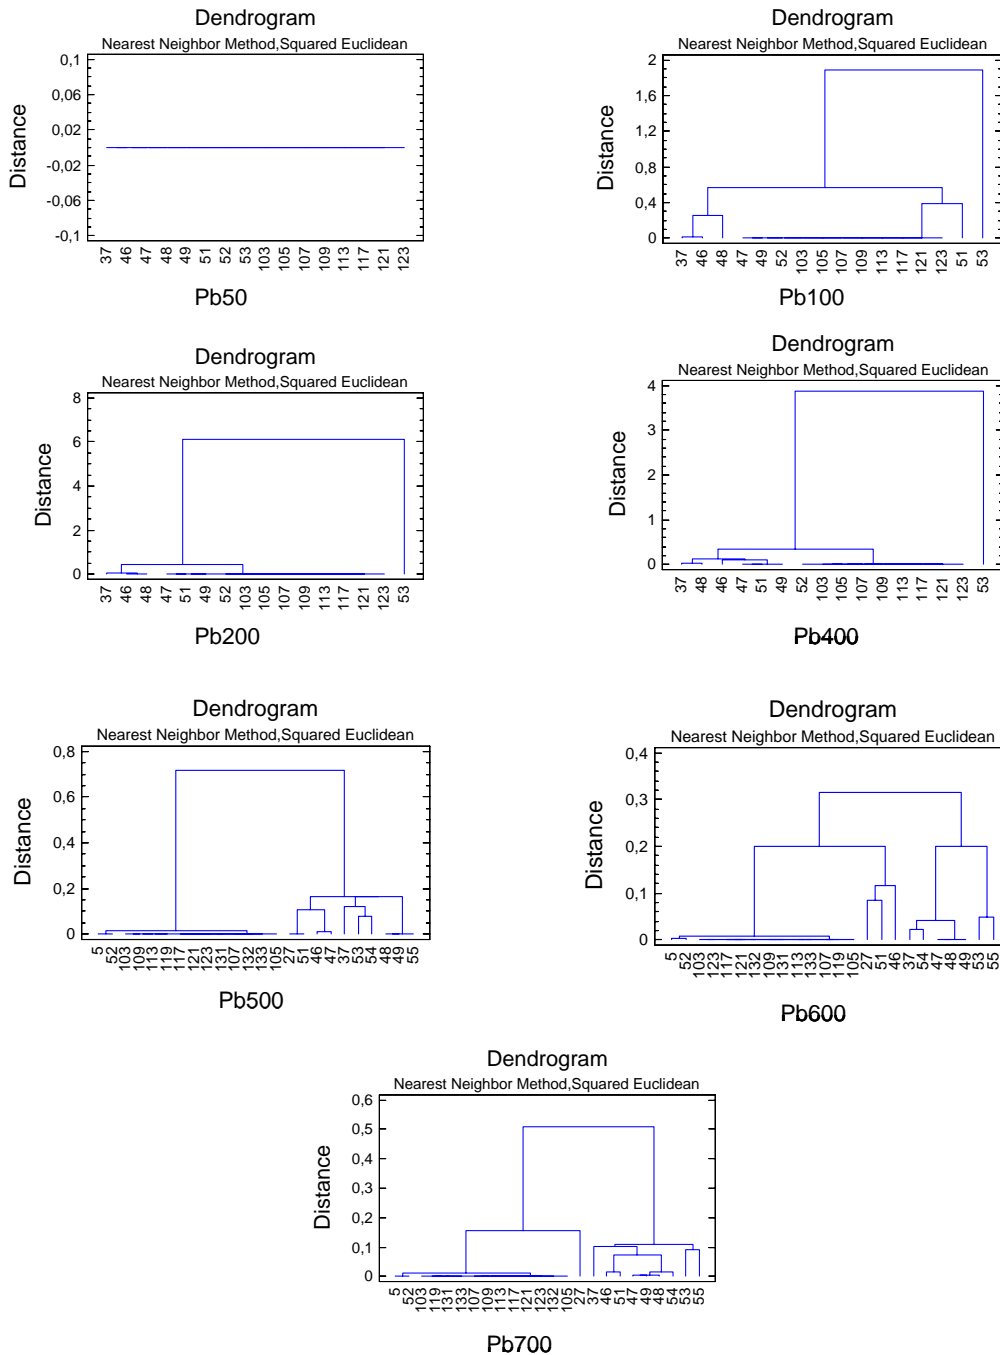 Dendrogram
Nearest Neighbor Method,Squared Euclidean
Distance
0,1
0,06
0,02
-0,02
-0,06
-0,1
37 46 47 48 49 51 52 53 103 105 107 109 113 117 121 123
Pb50
Dendrogram
Nearest Neighbor Method,Squared Euclidean
Distance
2
1,6
1,2
0,8
0,4
0
37 46 48 47 49 52 103 105 107 109 113 117 121 123 51 53
Pb100
Dendrogram
Nearest Neighbor Method,Squared Euclidean
Distance
8
6
4
2
0
37 46 48 47 51 49 52 103 105 107 109 113 117 121 123 53
Pb200
Dendrogram
Nearest Neighbor Method,Squared Euclidean
Distance
4
3
2
1
0
37 48 46 47 51 49 52 103 105 107 109 113 117 121 123 53
Pb400
Dendrogram
Nearest Neighbor Method,Squared Euclidean
Distance
0,8
0,6
0,4
0,2
0
5 52 103 109 113 119 117 121 123 131 107 132 133 105 27 51 46 47 37 53 54 48 49 55
Pb500
Dendrogram
Nearest Neighbor Method,Squared Euclidean
Distance
0,4
0,3
0,2
0,1
0
5 52 103 123 117 121 132 109 131 113 133 107 119 105 27 51 46 37 54 47 48 49 53 55
Pb600
Dendrogram
Nearest Neighbor Method,Squared Euclidean
Distance
0,6
0,5
0,4
0,3
0,2
0,1
0
5 52 103 119 131 133 107 109 113 117 121 123 132 105 27 37 46 51 47 49 48 54 53 55
Pb700